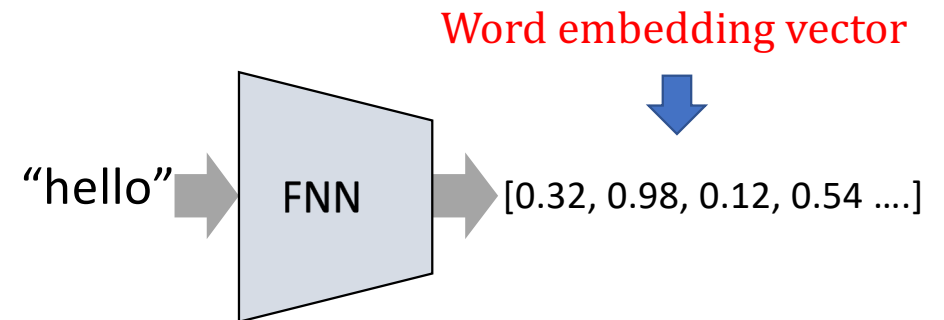 Word embedding vector
“hello”
FNN
[0.32, 0.98, 0.12, 0.54 ....]